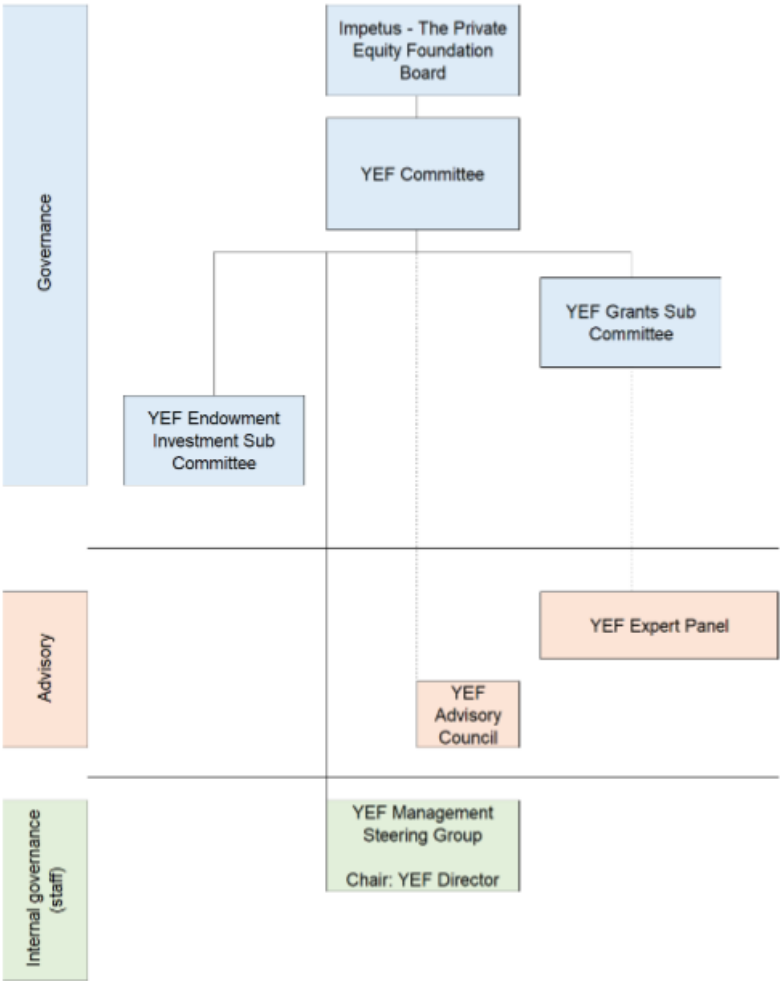 Impetus - The Private
Equity Foundation
Board
YEF Committee
Governance
YEF Grants Sub
Committee
YEF Endowment
Investment Sub
Committee
Advisory
YEF Expert Panel
YEF
Advisory
Council
Internal governance
(staff)
YEF Management
Steering Group
Chair: YEF Director